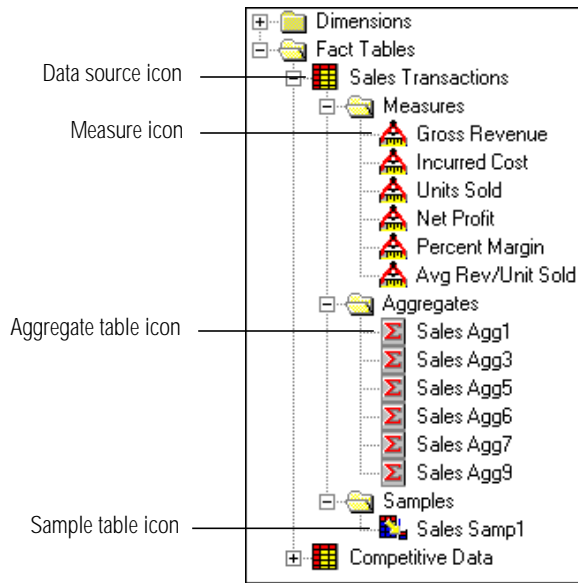 Dimensions
Fact Tables
Data source icon Sales Transactions
Measures
Measure icon Gross Revenue
Incurred Cost
Units Sold
Net Profit
Percent Margin
Avg Rev/Unit Sold
Aggregates
Aggregate table icon Sales Agg1
Sales Agg3
Sales Agg5
Sales Agg6
Sales Agg7
Sales Agg9
Samples
Sample table icon Sales Samp1
Competitive Data